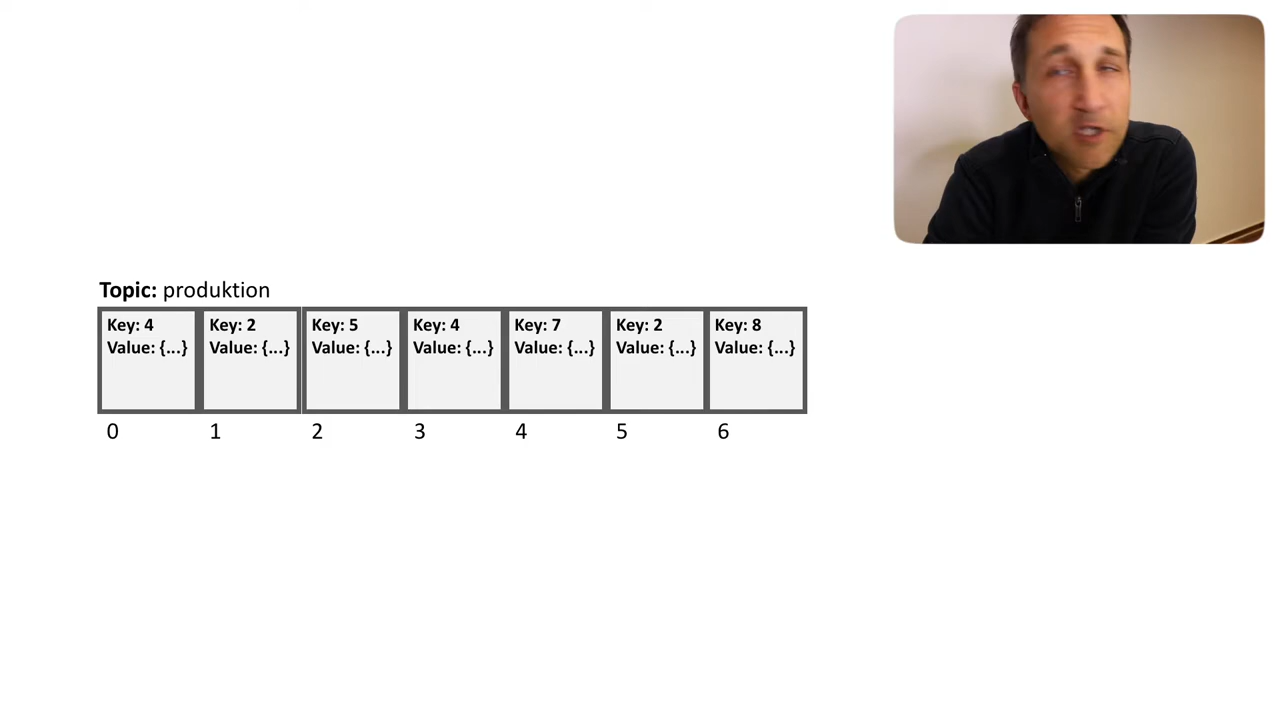 Topic: produktion
Key: 4
Value: {...}
Key: 2
Value: {...}
Key: 5
Value: {...}
Key: 4
Value: {...}
Key: 7
Value: {...}
Key: 2
Value: {...}
Key: 8
Value: {...}
0 1 2 3 4 5 6